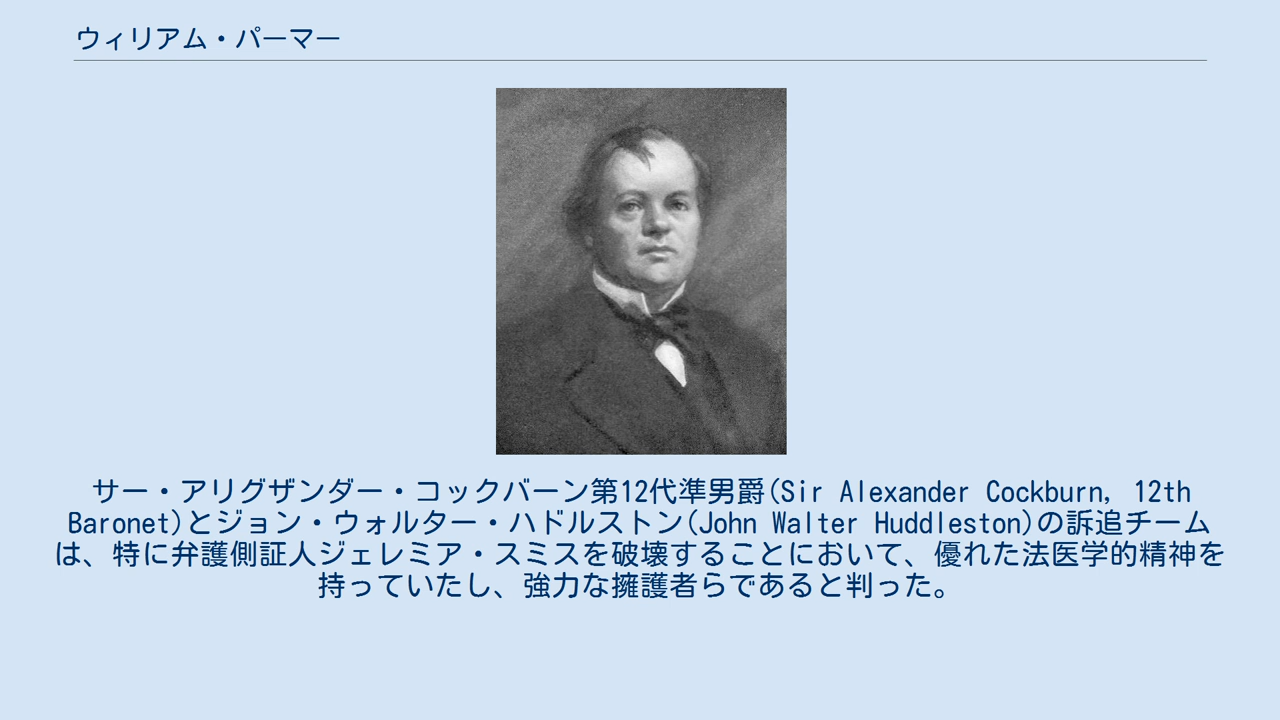 ウィリアム・パーマー
サー・アリグザンダー・コックバーン第12代準男爵(Sir Alexander Cockburn, 12th
Baronet)とジョン・ウォルター・ハドルストン(John Walter Huddleston)の訴追チーム
は、特に弁護側証人ジェレミア・スミスを破壊することにおいて、優れた法医学的精神を
持っていたし、強力な擁護者らであると判った。